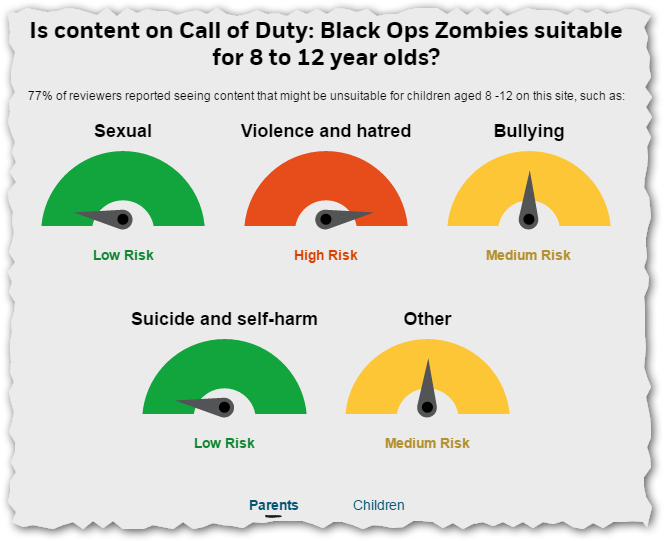 Is content on Call of Duty: Black Ops Zombies suitable
for 8 to 12 year olds?
77% of reviewers reported seeing content that might be unsuitable for children aged 8 -12 on this site, such as:
Sexual
Violence and hatred
Bullying
Low Risk
High Risk
Medium Risk
Suicide and self-harm
Other
Low Risk
Medium Risk
Parents
Children